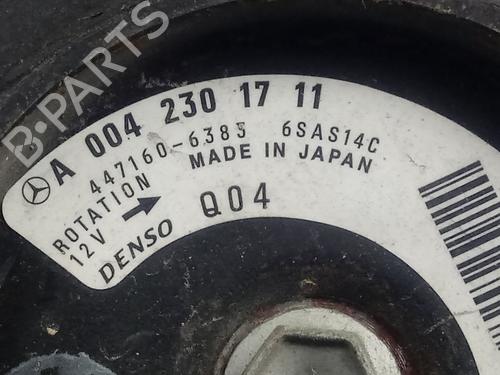 A 004 230 17 11
447160-6383 6SAS14C
ROTATION MADE IN JAPAN
12V
DENSO Q04
B-PARTS